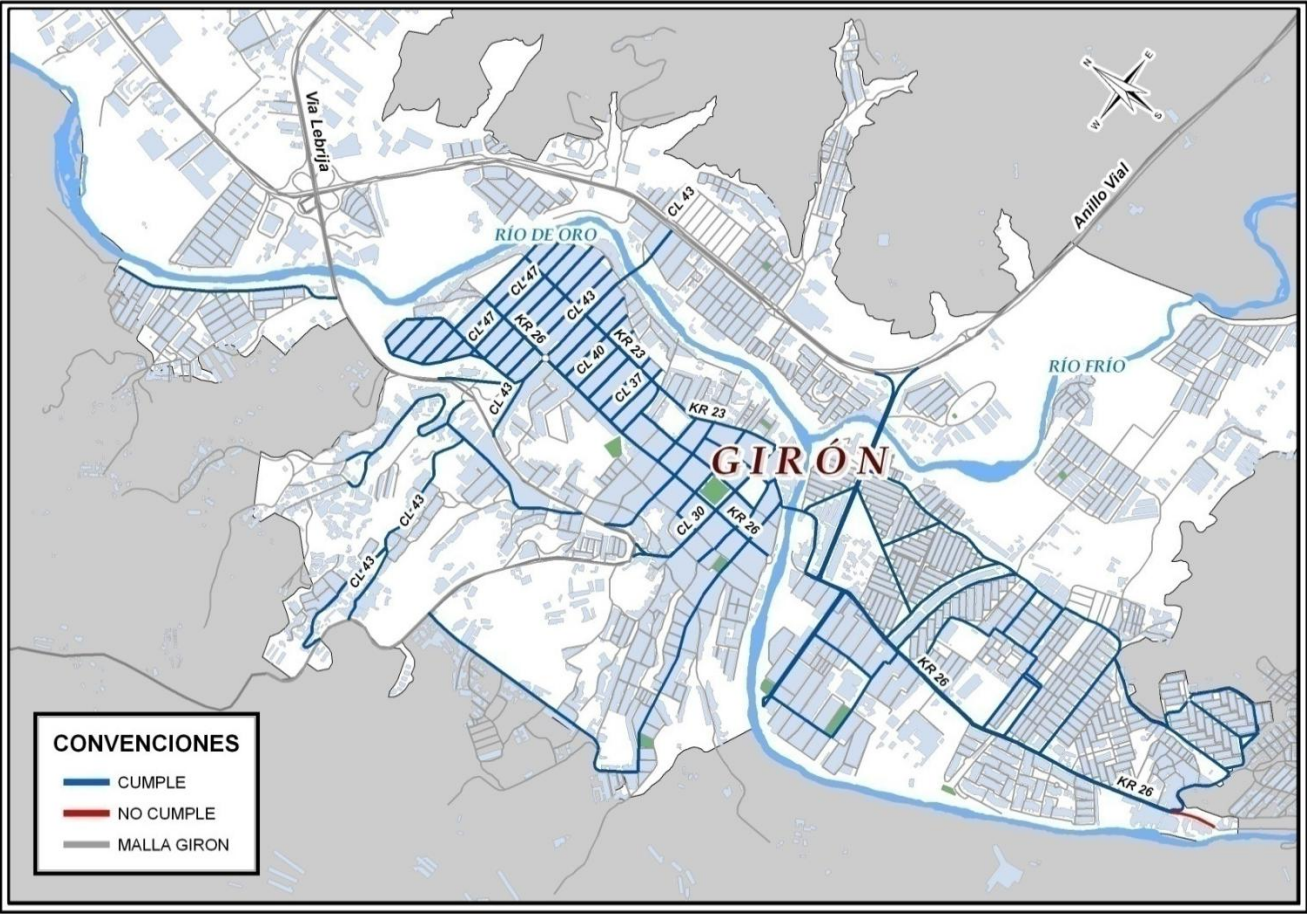 N
E
W
S
Via Lebrija
Anillo Vial
CL 43
RÍO DE ORO
CL 47
CL 43
CL 47
KR 26
KR 23
CL 40
RÍO FRÍO
CL 37
CL 43
KR 23
GIRÓN
CL 43
CL 30
KR 26
CL 43
KR 26
KR 26
CONVENCIONES
CUMPLE
NO CUMPLE
MALLA GIRON